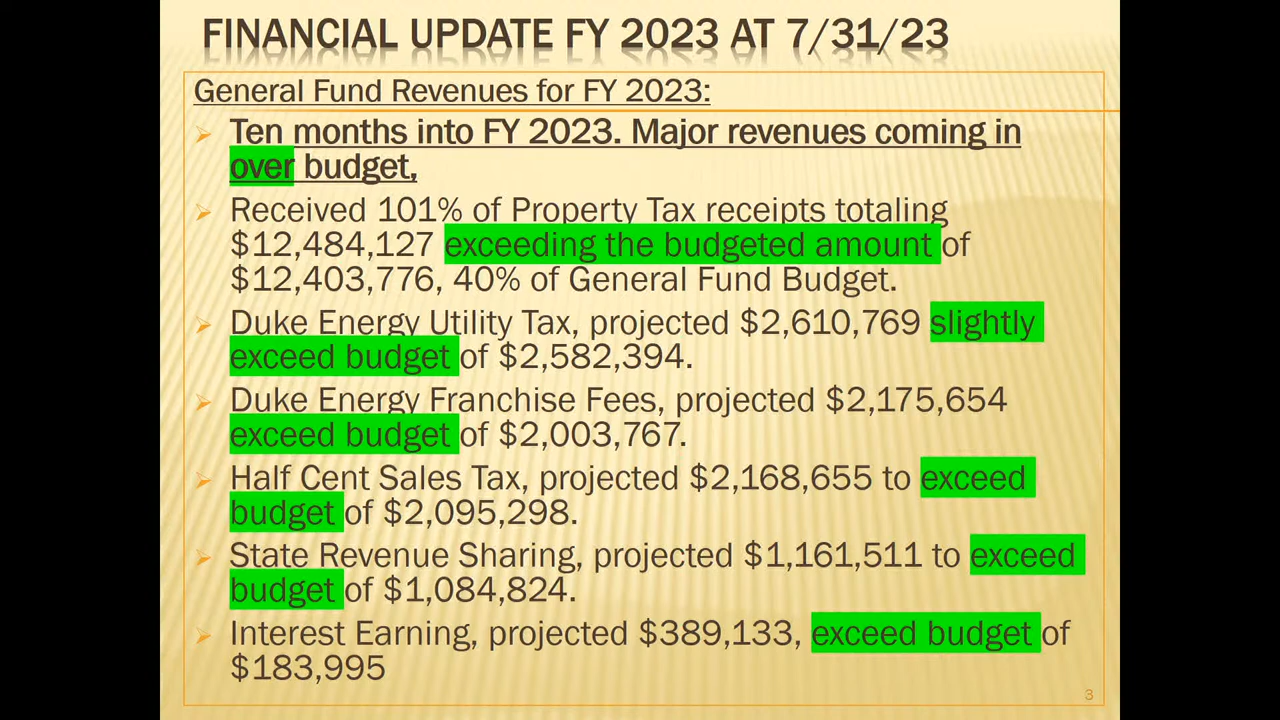 FINANCIAL UPDATE FY 2023 AT 7/31/23
General Fund Revenues for FY 2023:
Ten months into FY 2023. Major revenues coming in
over budget,
Received 101% of Property Tax receipts totaling
$12,484,127 exceeding the budgeted amount of
$12,403,776, 40% of General Fund Budget.
Duke Energy Utility Tax, projected $2,610,769 slightly
exceed budget of $2,582,394.
Duke Energy Franchise Fees, projected $2,175,654
exceed budget of $2,003,767.
Half Cent Sales Tax, projected $2,168,655 to exceed
budget of $2,095,298.
State Revenue Sharing, projected $1,161,511 to exceed
budget of $1,084,824.
Interest Earning, projected $389,133, exceed budget of
$183,995
3